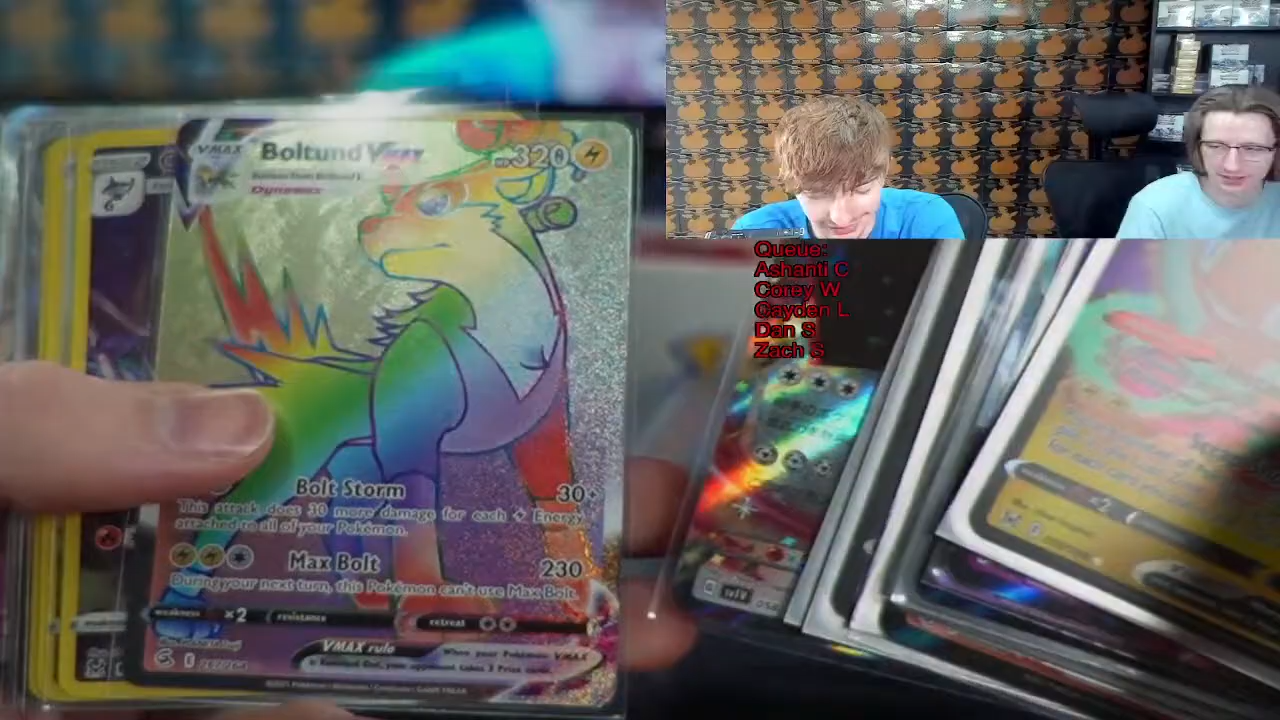 VMAX
Boltund VMAX
320
Dynamax
Queue:
Ashanti C
Corey W
Cayden L
Dan S
Zach S
Bolt Storm 30+
This attack does 30 more damage for each Energy
attached to all of your Pokémon.
Max Bolt 230
During your next turn, this Pokémon can't use Max Bolt.
weakness ×2 resistance retreat
VMAX rule When your Pokémon VMAX
is Knocked Out, your opponent takes 3 Prize cards.
×2